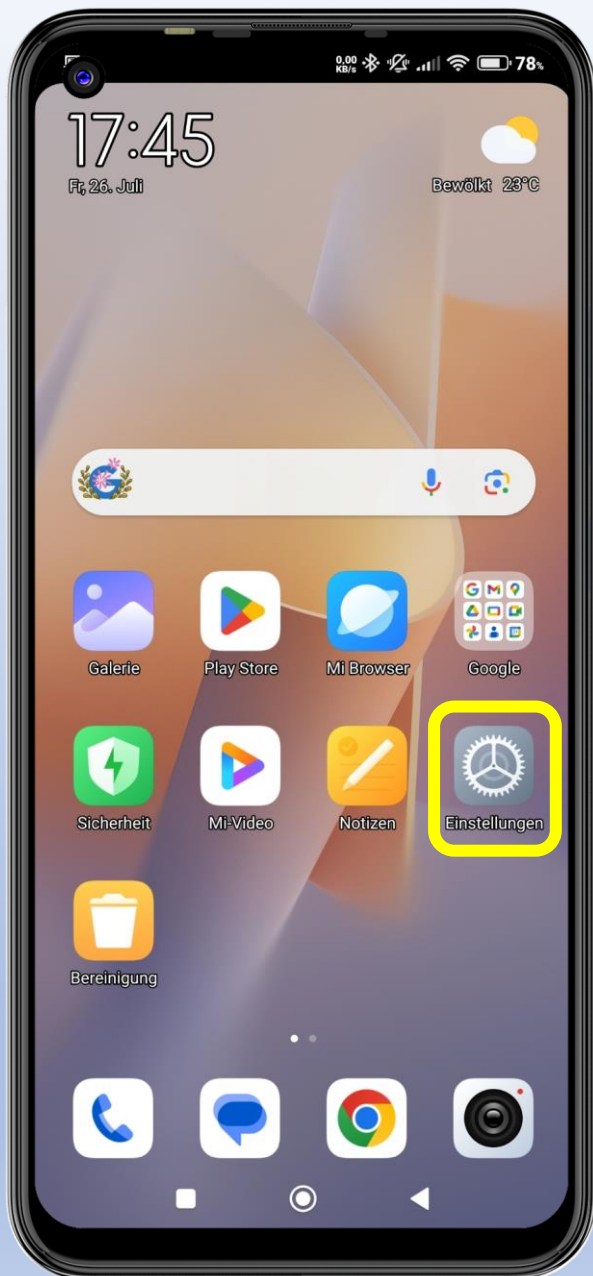 0,00
KB/s
78%
17:45
Fr, 26. Juli
Bewölkt 23°C
Galerie
Play Store
Mi Browser
Google
Sicherheit
Mi-Video
Notizen
Einstellungen
Bereinigung